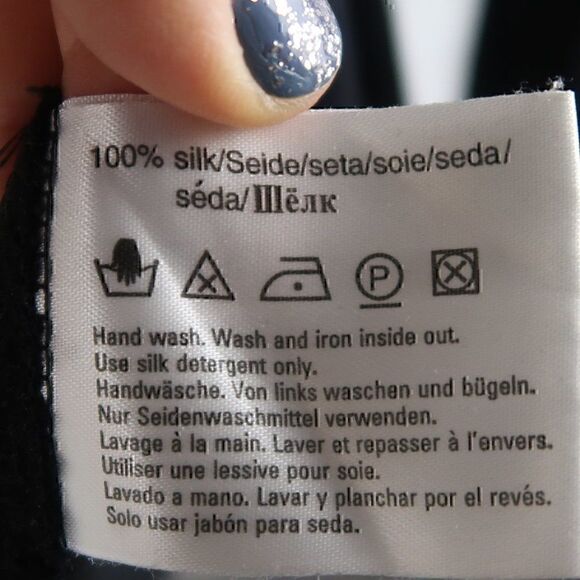 100% silk/Seide/seta/soie/seda/
séda/Шёлк
P
Hand wash. Wash and iron inside out.
Use silk detergent only.
Handwäsche. Von links waschen und bügeln.
Nur Seidenwaschmittel verwenden.
Lavage à la main. Laver et repasser à l'envers.
Utiliser une lessive pour soie.
Lavado a mano. Lavar y planchar por el revés.
Solo usar jabón para seda.